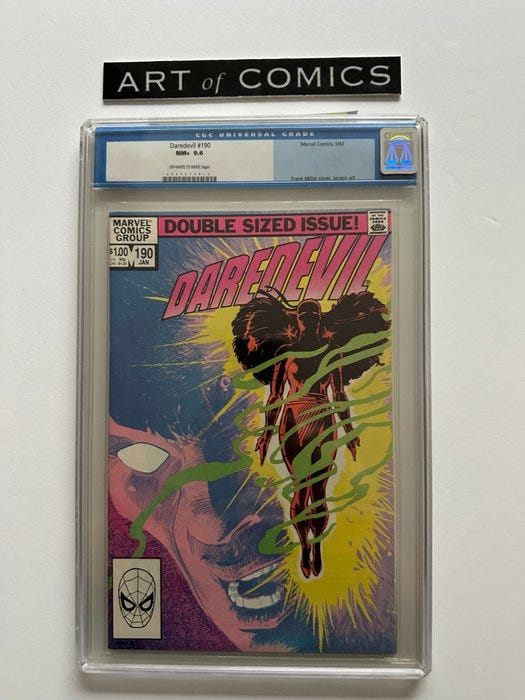 ART of COMICS
CGC UNIVERSAL GRADE
Daredevil #190
Marvel Comics, 1/83
NM+ 9.6
OFF-WHITE TO WHITE Pages
Frank Miller cover, Janson art
MARVEL COMICS GROUP
DOUBLE SIZED ISSUE!
$1.00
190
JAN
DAREDEVIL